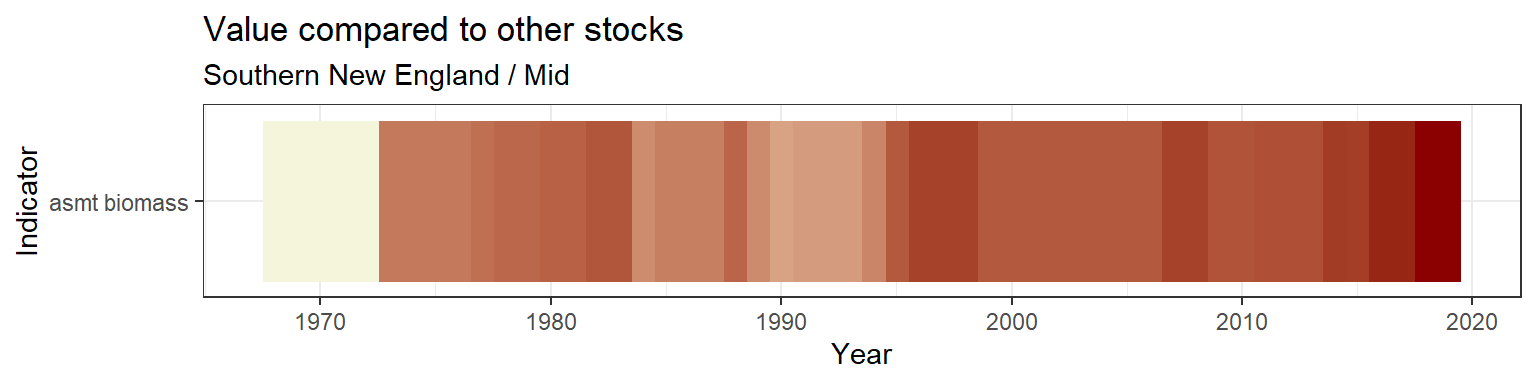 Value compared to other stocks
Southern New England / Mid
Indicator
asmt biomass
1970 1980 1990 2000 2010 2020
Year